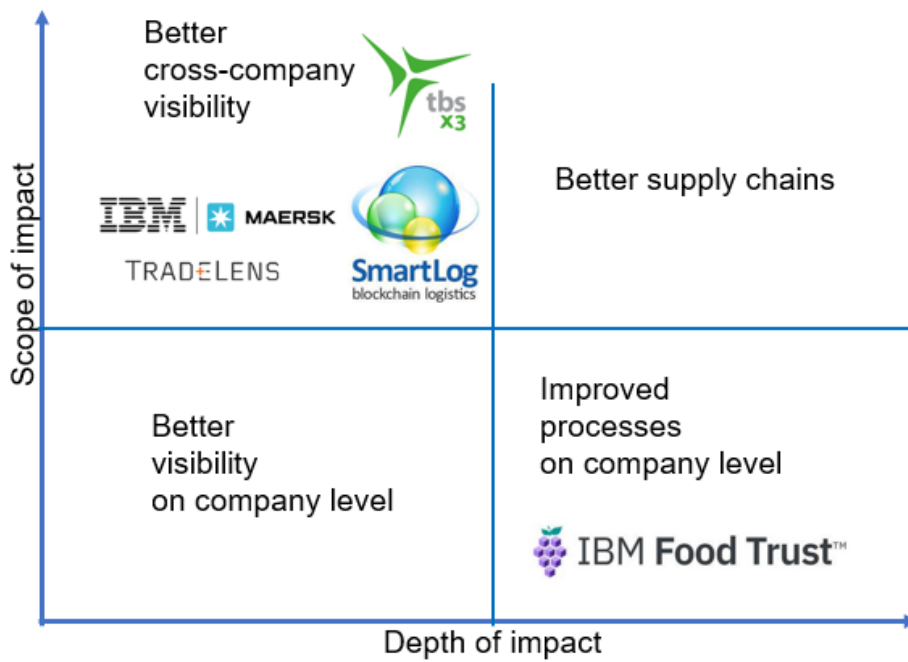 Better
cross-company
visibility
tbs
x3
Better supply chains
IBM
MAERSK
TRADELENS
SmartLog
blockchain logistics
Scope of impact
Better
visibility
on company level
Improved
processes
on company level
IBM Food Trust™
Depth of impact